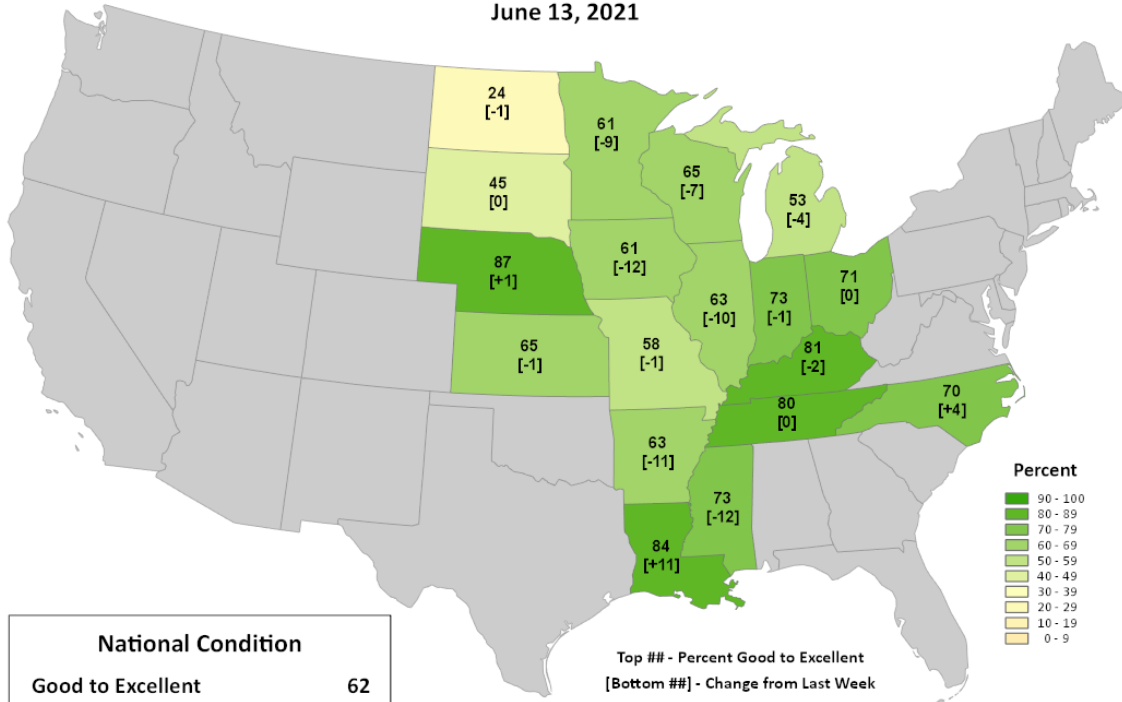 June 13, 2021
24
[-1]
61
[-9]
65
[-7]
53
[-4]
45
[0]
87
[+1]
61
[-12]
63
[-10]
73
[-1]
71
[0]
65
[-1]
58
[-1]
81
[-2]
80
[0]
70
[+4]
63
[-11]
73
[-12]
84
[+11]
Percent
90 - 100
80 - 89
70 - 79
60 - 69
50 - 59
40 - 49
30 - 39
20 - 29
10 - 19
0 - 9
National Condition
Good to Excellent 62
Top ## - Percent Good to Excellent
[Bottom ##] - Change from Last Week